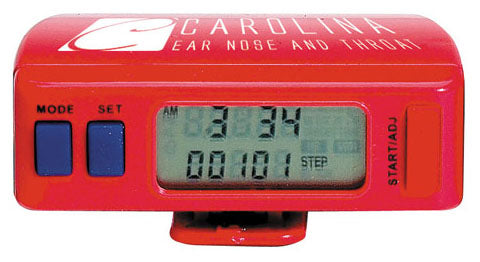 CAROLINA
EAR NOSE AND THROAT
MODE SET
AM 3 34
00101 STEP
START/ADJ